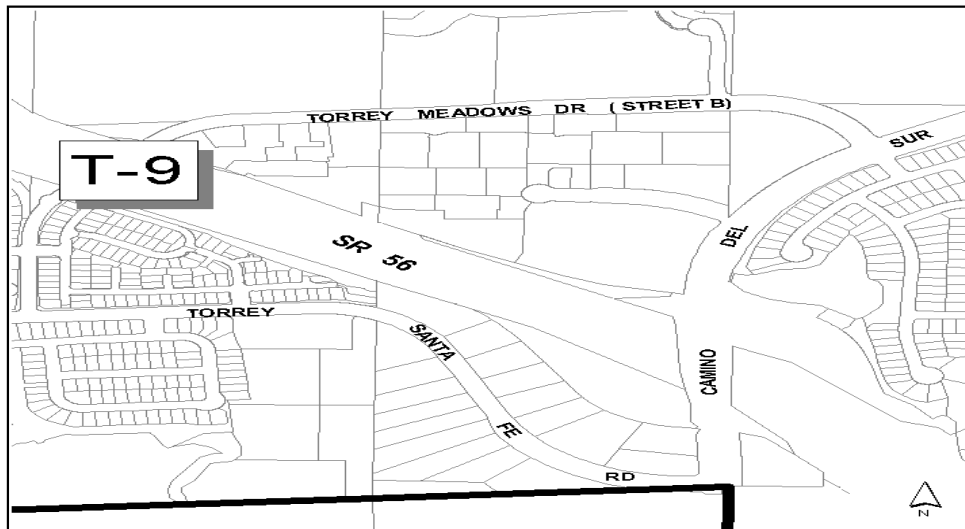 TORREY MEADOWS DR ( STREET B)
SUR
T-9
DEL
SR 56
TORREY
SANTA
CAMINO
FE
RD
N